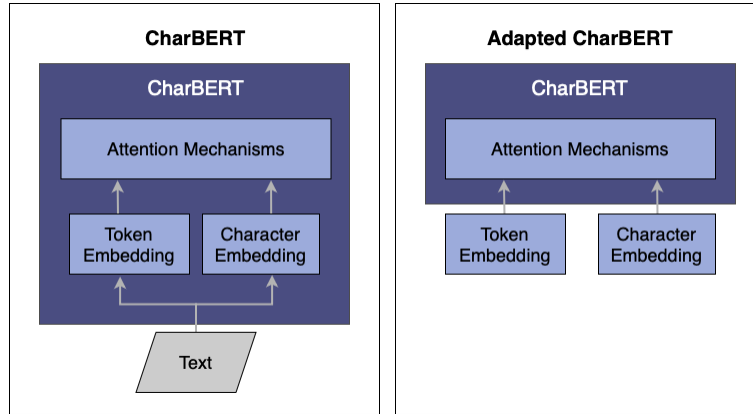 CharBERT
CharBERT
Attention Mechanisms
Token
Embedding
Character
Embedding
Text
Adapted CharBERT
CharBERT
Attention Mechanisms
Token
Embedding
Character
Embedding